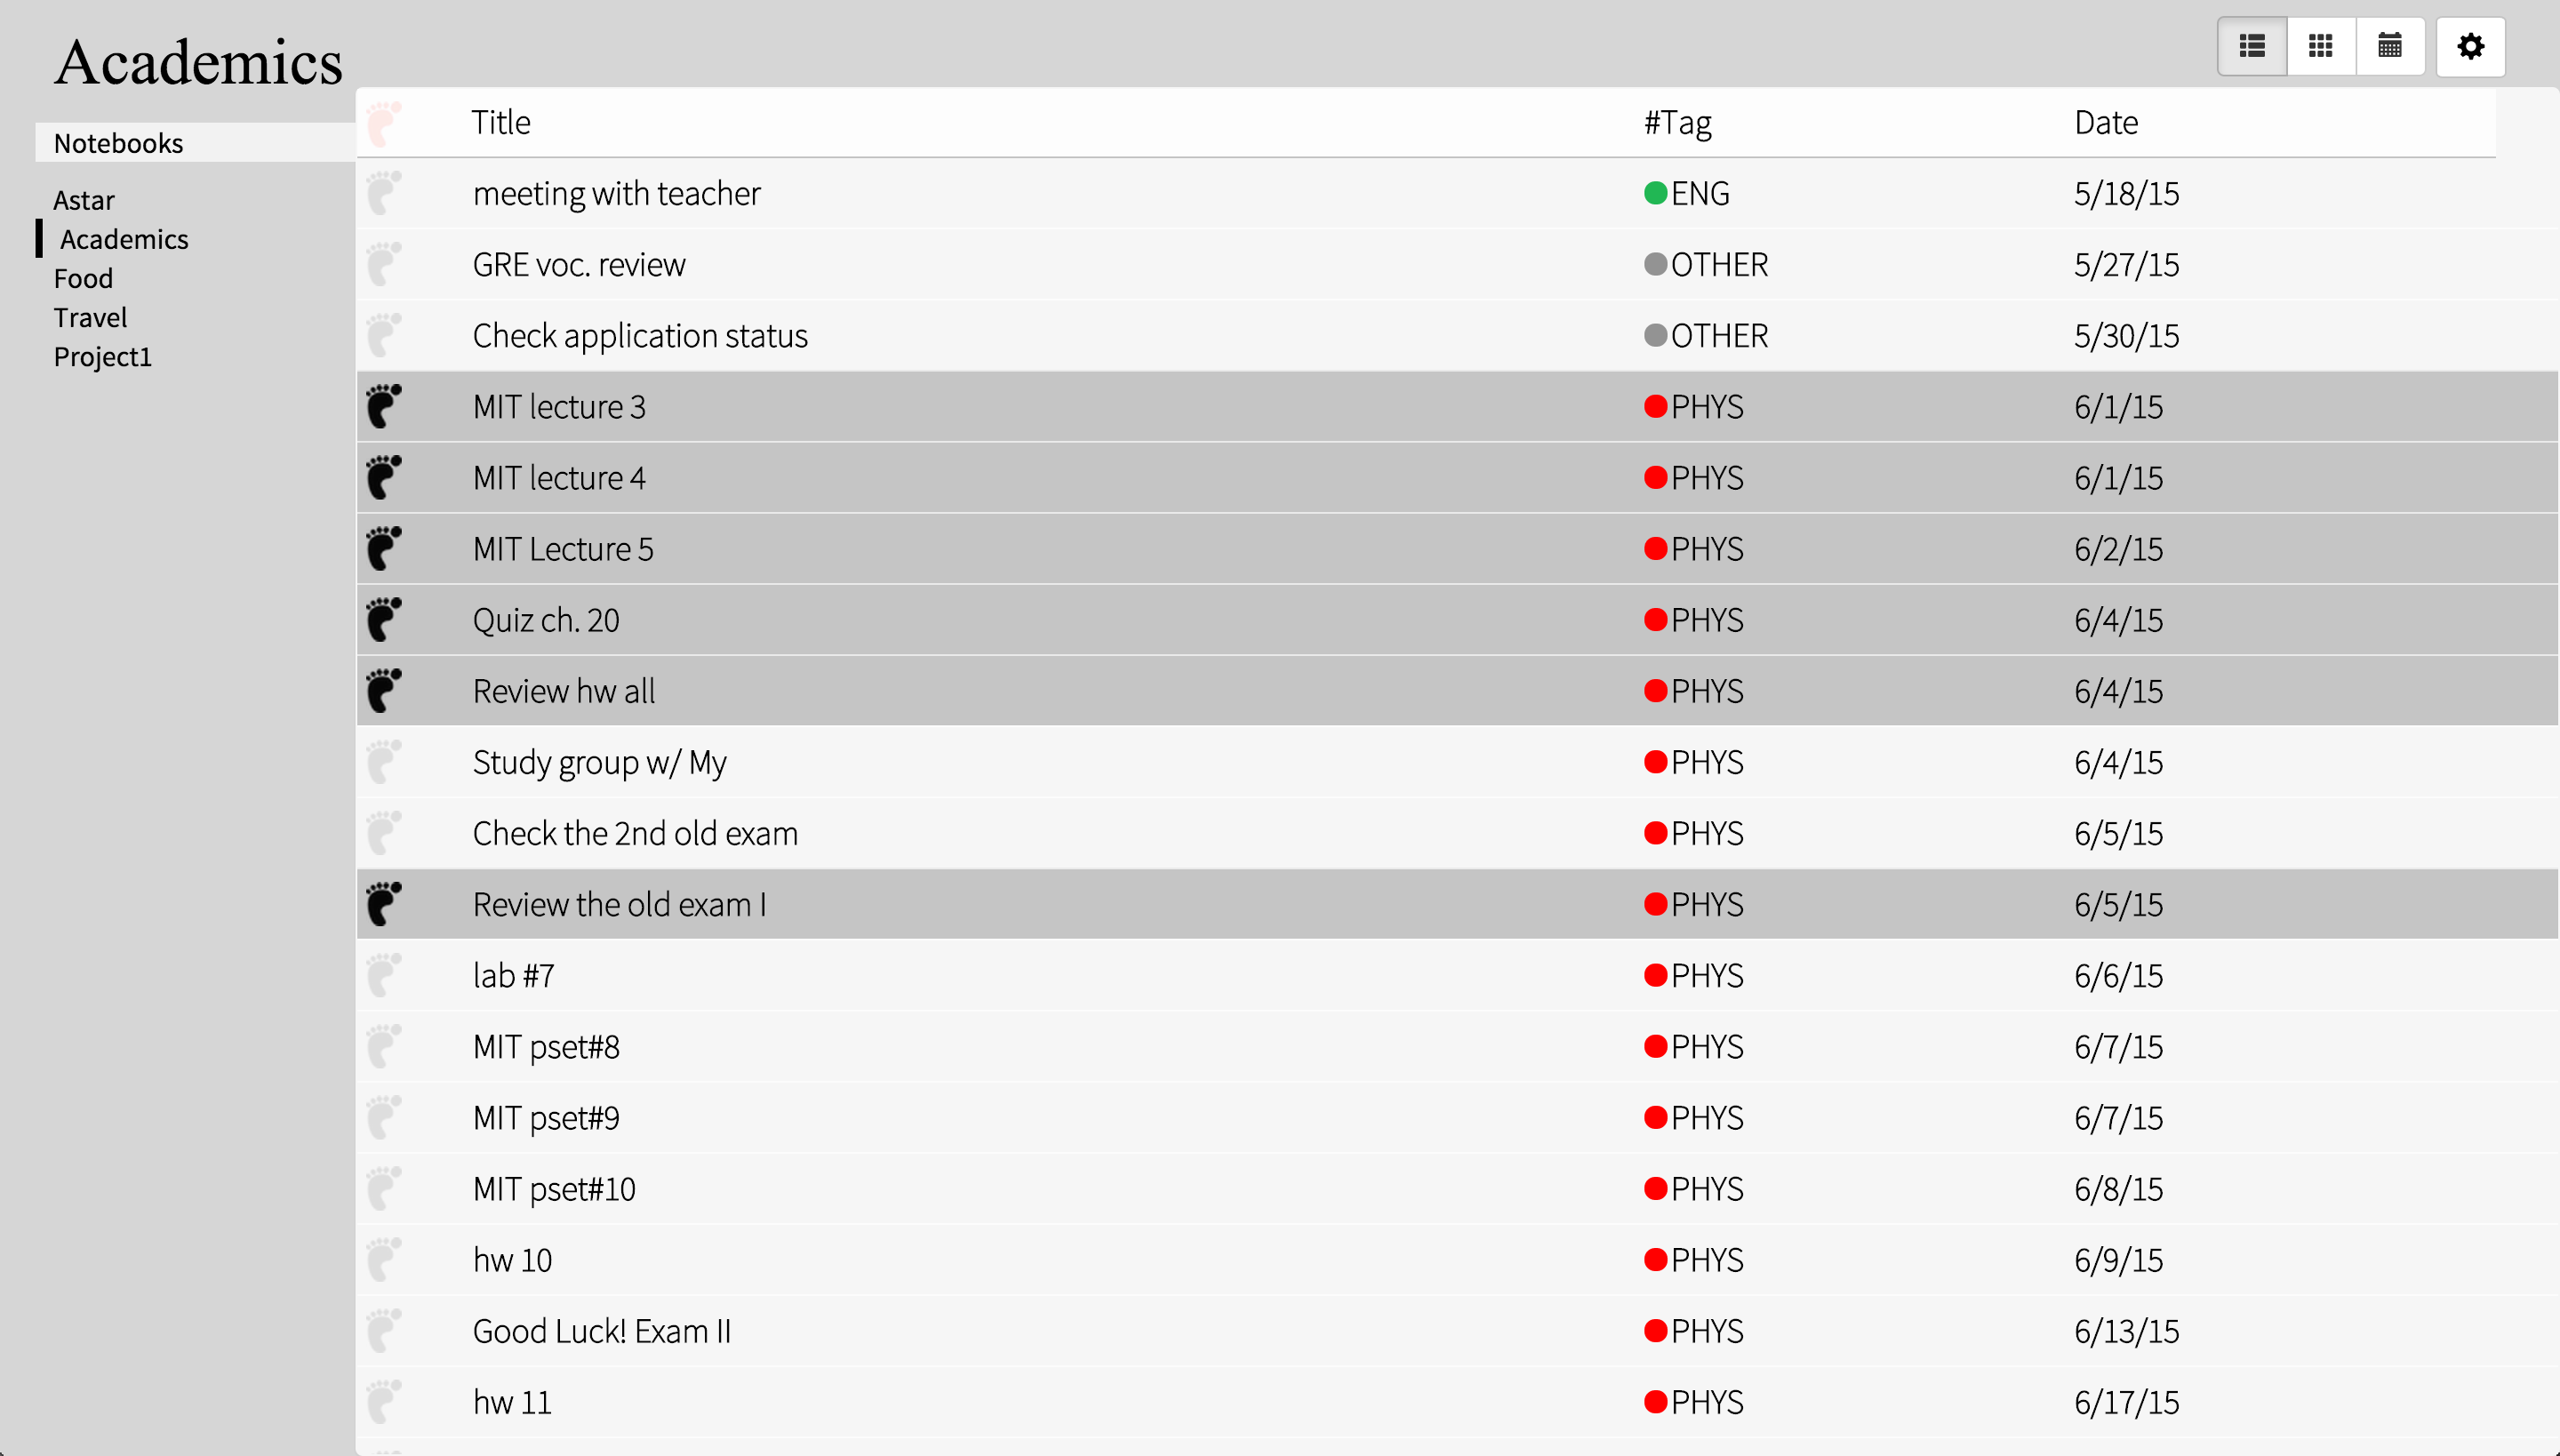 Academics
Notebooks
Astar
Academics
Food
Travel
Project1
Title #Tag Date
meeting with teacher ENG 5/18/15
GRE voc. review OTHER 5/27/15
Check application status OTHER 5/30/15
MIT lecture 3 PHYS 6/1/15
MIT lecture 4 PHYS 6/1/15
MIT Lecture 5 PHYS 6/2/15
Quiz ch. 20 PHYS 6/4/15
Review hw all PHYS 6/4/15
Study group w/ My PHYS 6/4/15
Check the 2nd old exam PHYS 6/5/15
Review the old exam I PHYS 6/5/15
lab #7 PHYS 6/6/15
MIT pset#8 PHYS 6/7/15
MIT pset#9 PHYS 6/7/15
MIT pset#10 PHYS 6/8/15
hw 10 PHYS 6/9/15
Good Luck! Exam II PHYS 6/13/15
hw 11 PHYS 6/17/15